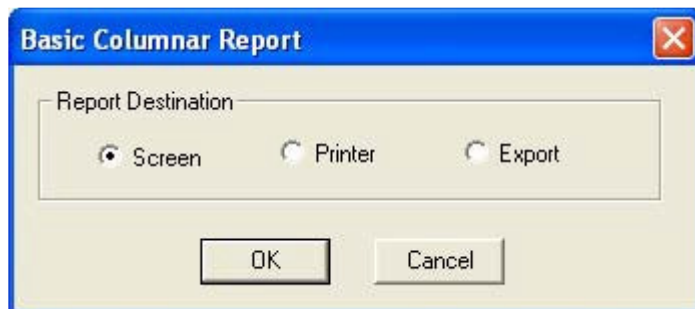 Basic Columnar Report
Report Destination
Screen Printer Export
OK Cancel